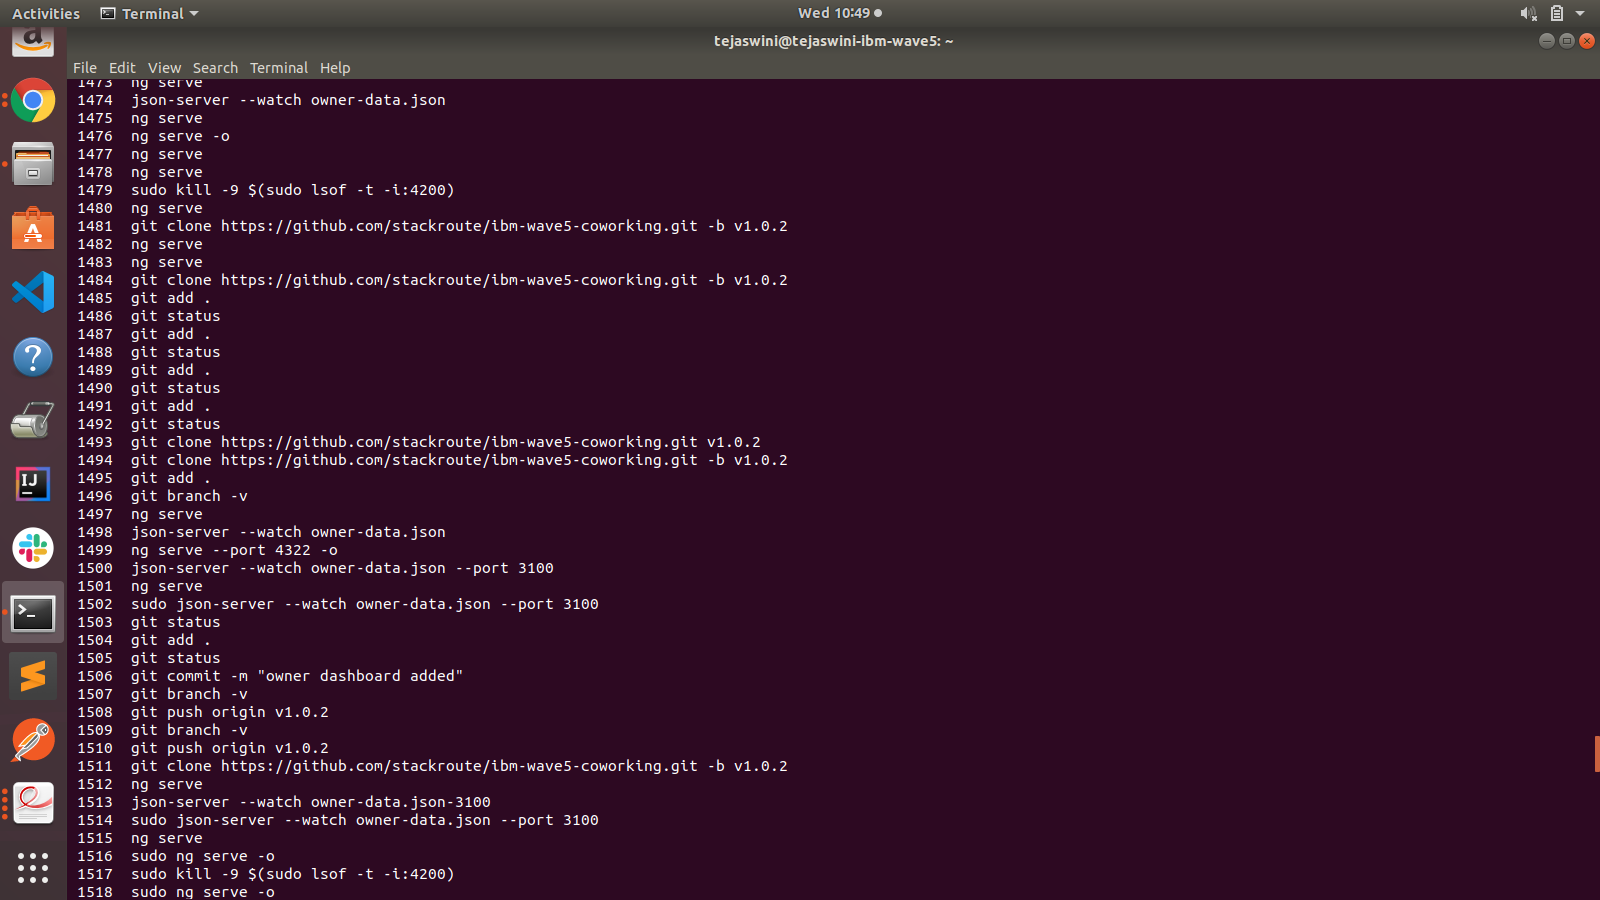 Activities Terminal Wed 10:49
tejaswini@tejaswini-ibm-wave5: ~
File Edit View Search Terminal Help
1473 ng serve
1474 json-server --watch owner-data.json
1475 ng serve
1476 ng serve -o
1477 ng serve
1478 ng serve
1479 sudo kill -9 $(sudo lsof -t -i:4200)
1480 ng serve
1481 git clone https://github.com/stackroute/ibm-wave5-coworking.git -b v1.0.2
1482 ng serve
1483 ng serve
1484 git clone https://github.com/stackroute/ibm-wave5-coworking.git -b v1.0.2
1485 git add .
1486 git status
1487 git add .
1488 git status
1489 git add .
1490 git status
1491 git add .
1492 git status
1493 git clone https://github.com/stackroute/ibm-wave5-coworking.git v1.0.2
1494 git clone https://github.com/stackroute/ibm-wave5-coworking.git -b v1.0.2
1495 git add .
1496 git branch -v
1497 ng serve
1498 json-server --watch owner-data.json
1499 ng serve --port 4322 -o
1500 json-server --watch owner-data.json --port 3100
1501 ng serve
1502 sudo json-server --watch owner-data.json --port 3100
1503 git status
1504 git add .
1505 git status
1506 git commit -m "owner dashboard added"
1507 git branch -v
1508 git push origin v1.0.2
1509 git branch -v
1510 git push origin v1.0.2
1511 git clone https://github.com/stackroute/ibm-wave5-coworking.git -b v1.0.2
1512 ng serve
1513 json-server --watch owner-data.json-3100
1514 sudo json-server --watch owner-data.json --port 3100
1515 ng serve
1516 sudo ng serve -o
1517 sudo kill -9 $(sudo lsof -t -i:4200)
1518 sudo ng serve -o